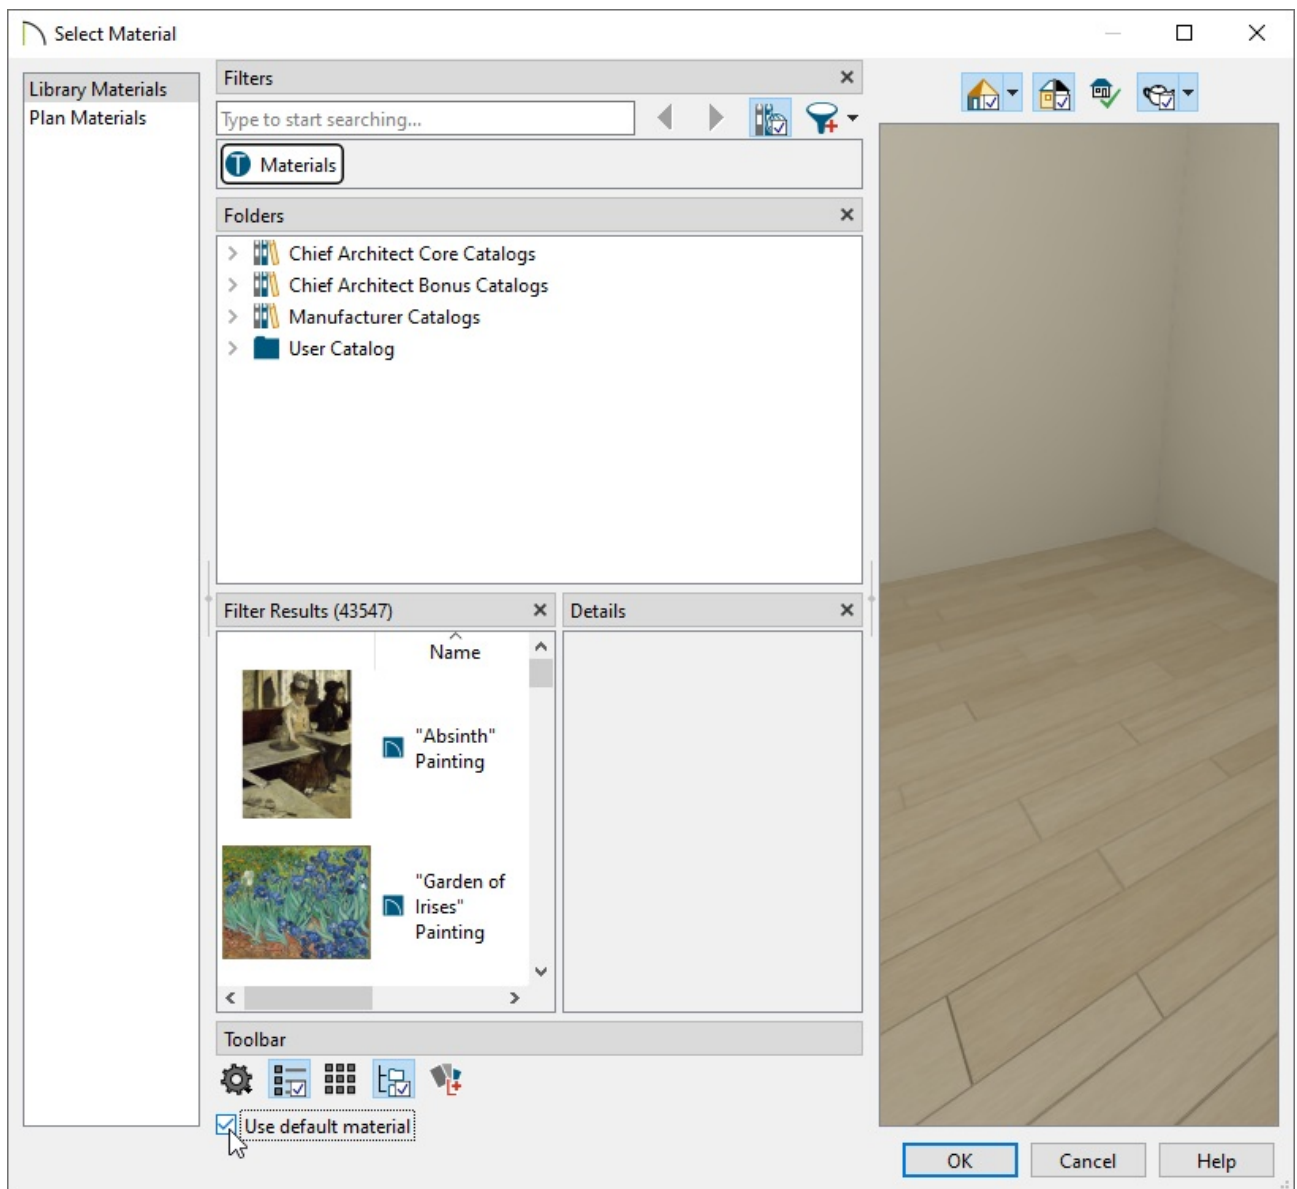 Select Material
Library Materials
Plan Materials
Filters
Type to start searching...
Materials
Folders
Chief Architect Core Catalogs
Chief Architect Bonus Catalogs
Manufacturer Catalogs
User Catalog
Filter Results (43547)
Details
Name
"Absinth"
Painting
"Garden of
Irises"
Painting
Toolbar
Use default material
OK
Cancel
Help